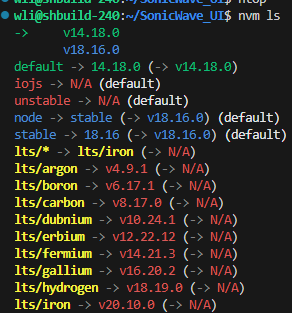 wli@shbuild-240:~/SonicWave_UI$ htop
wli@shbuild-240:~/SonicWave_UI$ nvm ls
->     v14.18.0
       v18.16.0
default -> 14.18.0 (-> v14.18.0)
iojs -> N/A (default)
unstable -> N/A (default)
node -> stable (-> v18.16.0) (default)
stable -> 18.16 (-> v18.16.0) (default)
lts/* -> lts/iron (-> N/A)
lts/argon -> v4.9.1 (-> N/A)
lts/boron -> v6.17.1 (-> N/A)
lts/carbon -> v8.17.0 (-> N/A)
lts/dubnium -> v10.24.1 (-> N/A)
lts/erbium -> v12.22.12 (-> N/A)
lts/fermium -> v14.21.3 (-> N/A)
lts/gallium -> v16.20.2 (-> N/A)
lts/hydrogen -> v18.19.0 (-> N/A)
lts/iron -> v20.10.0 (-> N/A)